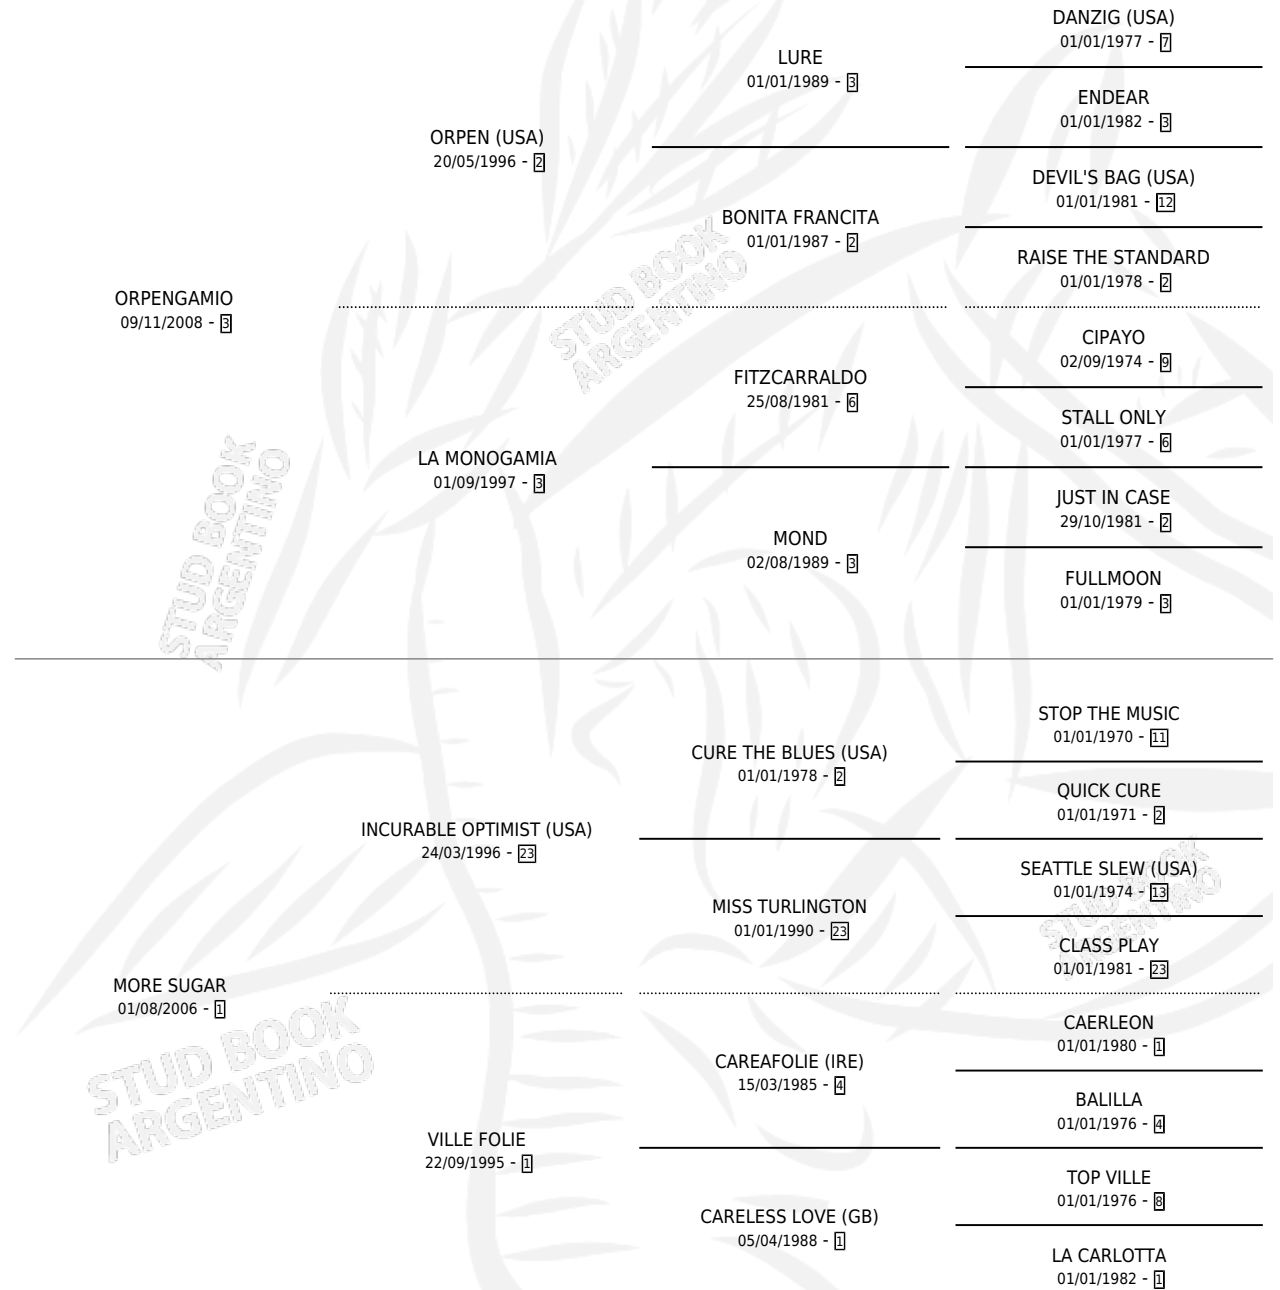 DANZIG (USA)
01/01/1977 - 7
LURE
01/01/1989 - 3
ENDEAR
01/01/1982 - 3
ORPEN (USA)
20/05/1996 - 2
DEVIL'S BAG (USA)
01/01/1981 - 12
BONITA FRANCITA
01/01/1987 - 2
RAISE THE STANDARD
01/01/1978 - 2
ORPENGAMIO
09/11/2008 - 3
STUD BOOK
ARGENTINO
CIPAYO
02/09/1974 - 9
FITZCARRALDO
25/08/1981 - 6
STALL ONLY
01/01/1977 - 6
LA MONOGAMIA
01/09/1997 - 3
JUST IN CASE
29/10/1981 - 2
MOND
02/08/1989 - 3
FULLMOON
01/01/1979 - 3
STUD BOOK
ARGENTINO
STOP THE MUSIC
01/01/1970 - 11
CURE THE BLUES (USA)
01/01/1978 - 2
QUICK CURE
01/01/1971 - 2
INCURABLE OPTIMIST (USA)
24/03/1996 - 23
SEATTLE SLEW (USA)
01/01/1974 - 13
MISS TURLINGTON
01/01/1990 - 23
STUD BOOK
ARGENTINO
CLASS PLAY
01/01/1981 - 23
MORE SUGAR
01/08/2006 - 1
STUD BOOK
ARGENTINO
CAERLEON
01/01/1980 - 1
CAREAFOLIE (IRE)
15/03/1985 - 4
BALILLA
01/01/1976 - 4
VILLE FOLIE
22/09/1995 - 1
TOP VILLE
01/01/1976 - 8
CARELESS LOVE (GB)
05/04/1988 - 1
LA CARLOTTA
01/01/1982 - 1